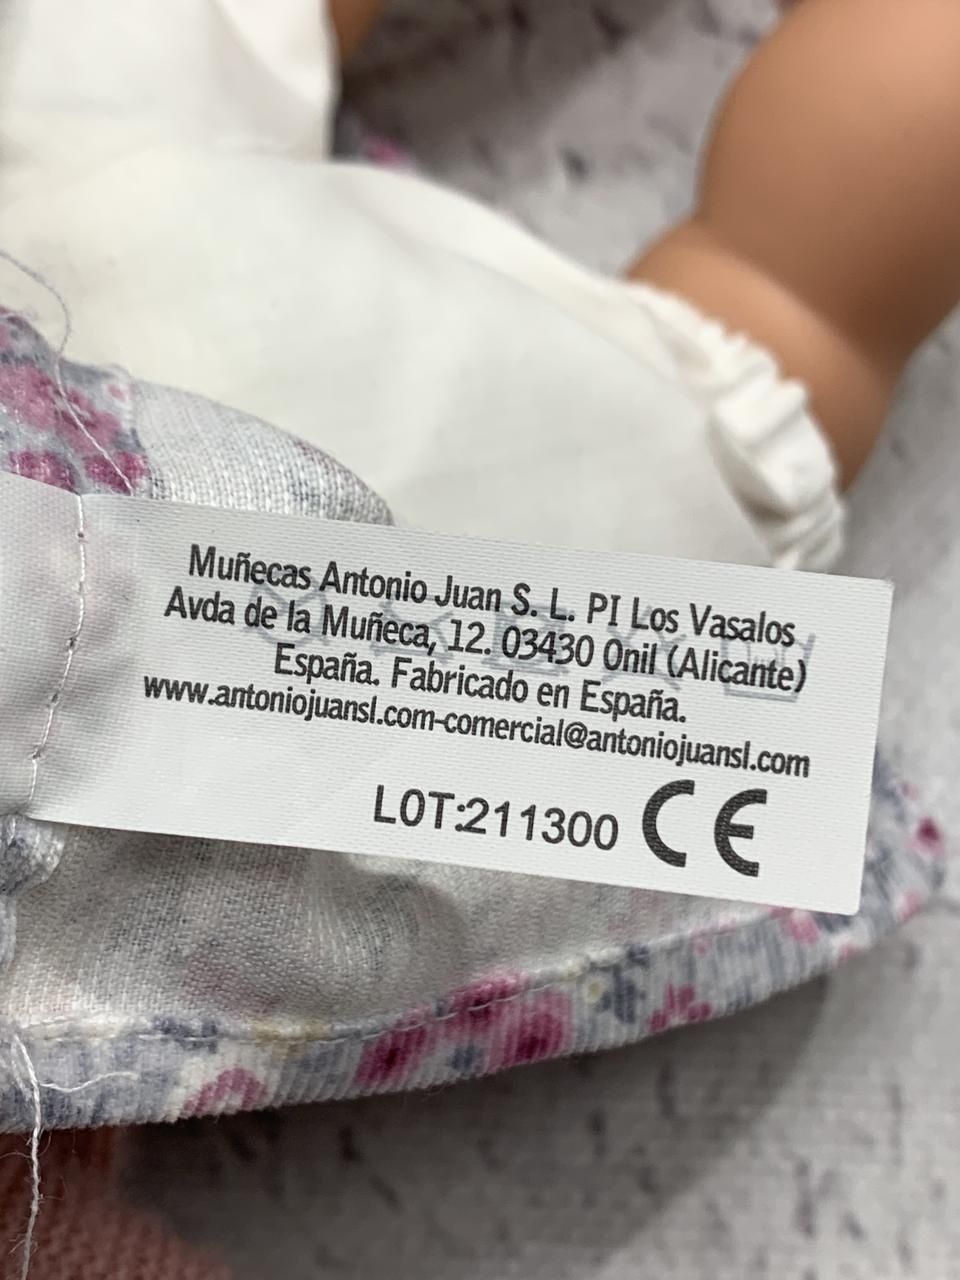 Muñecas Antonio Juan S. L. PI Los Vasalos
Avda de la Muñeca, 12. 03430 Onil (Alicante)
España. Fabricado en España.
www.antoniojuansl.com-comercial@antoniojuansl.com
LOT:211300 CE